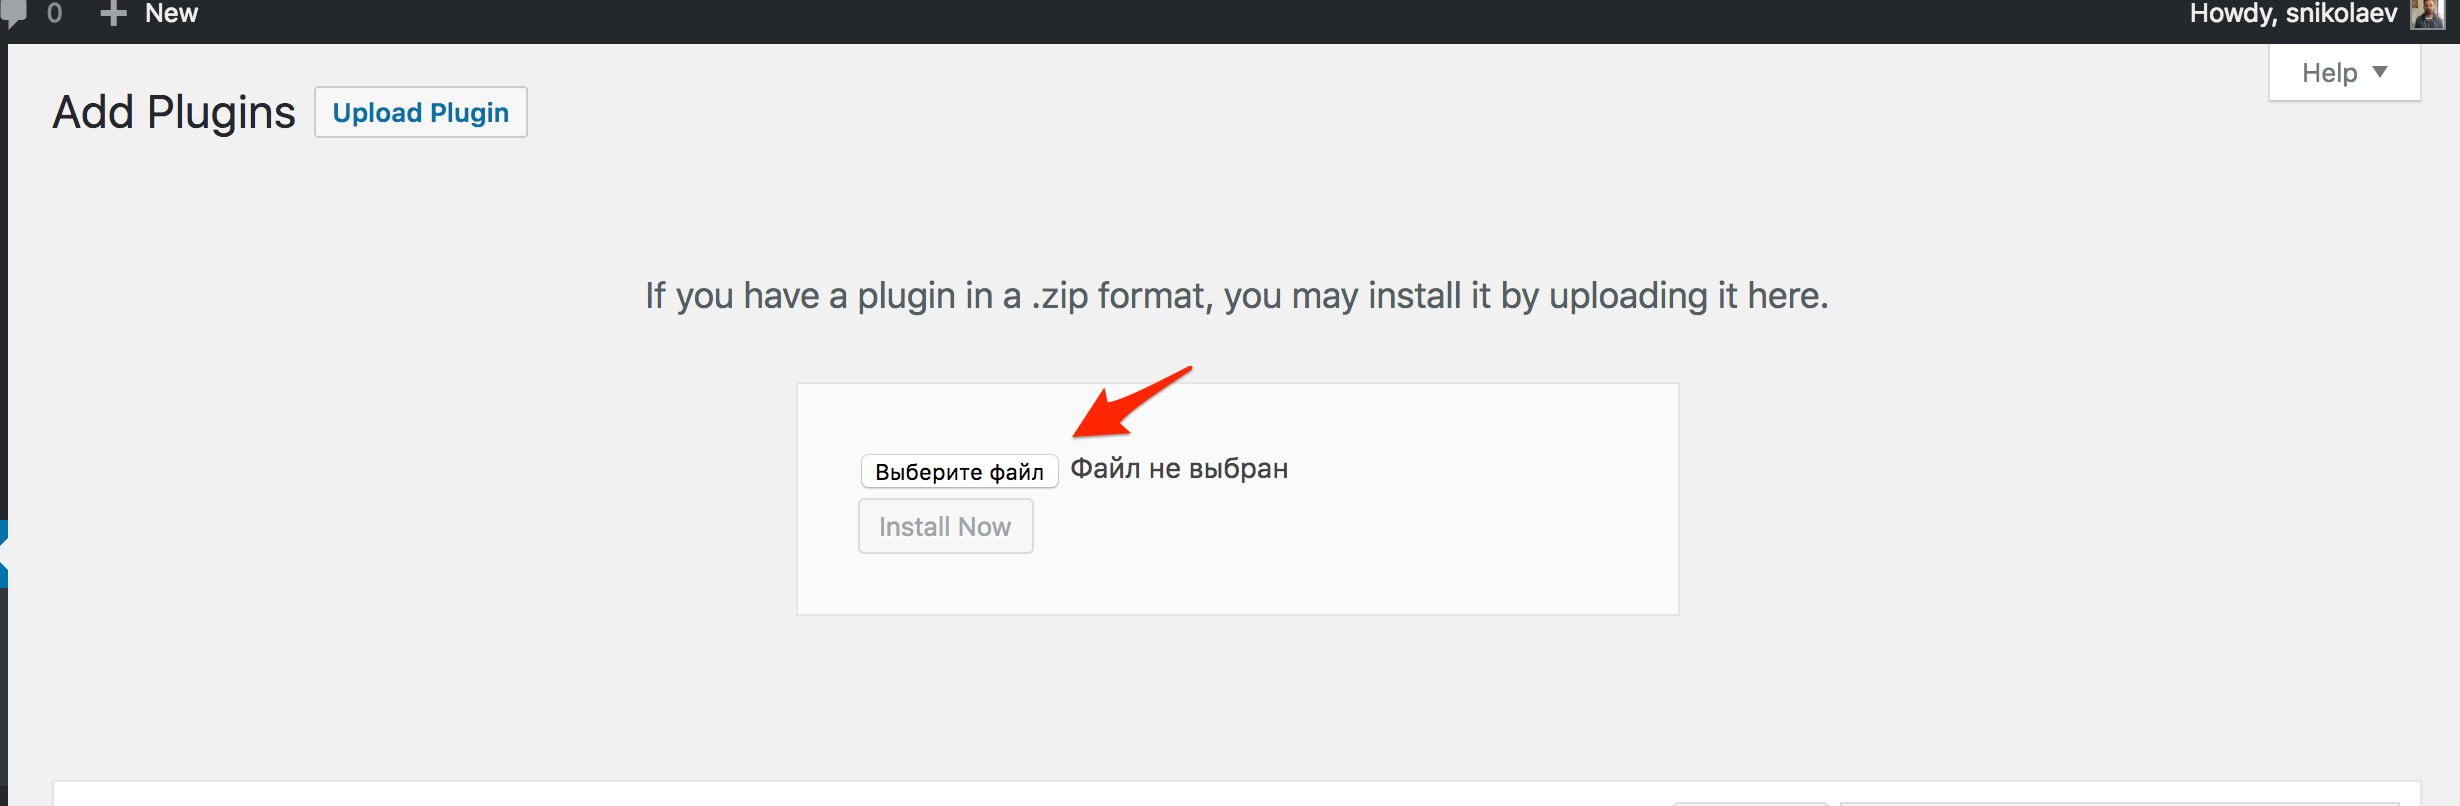 0 New Howdy, snikolaev
Help
Add Plugins Upload Plugin
If you have a plugin in a .zip format, you may install it by uploading it here.
Выберите файл Файл не выбран
Install Now